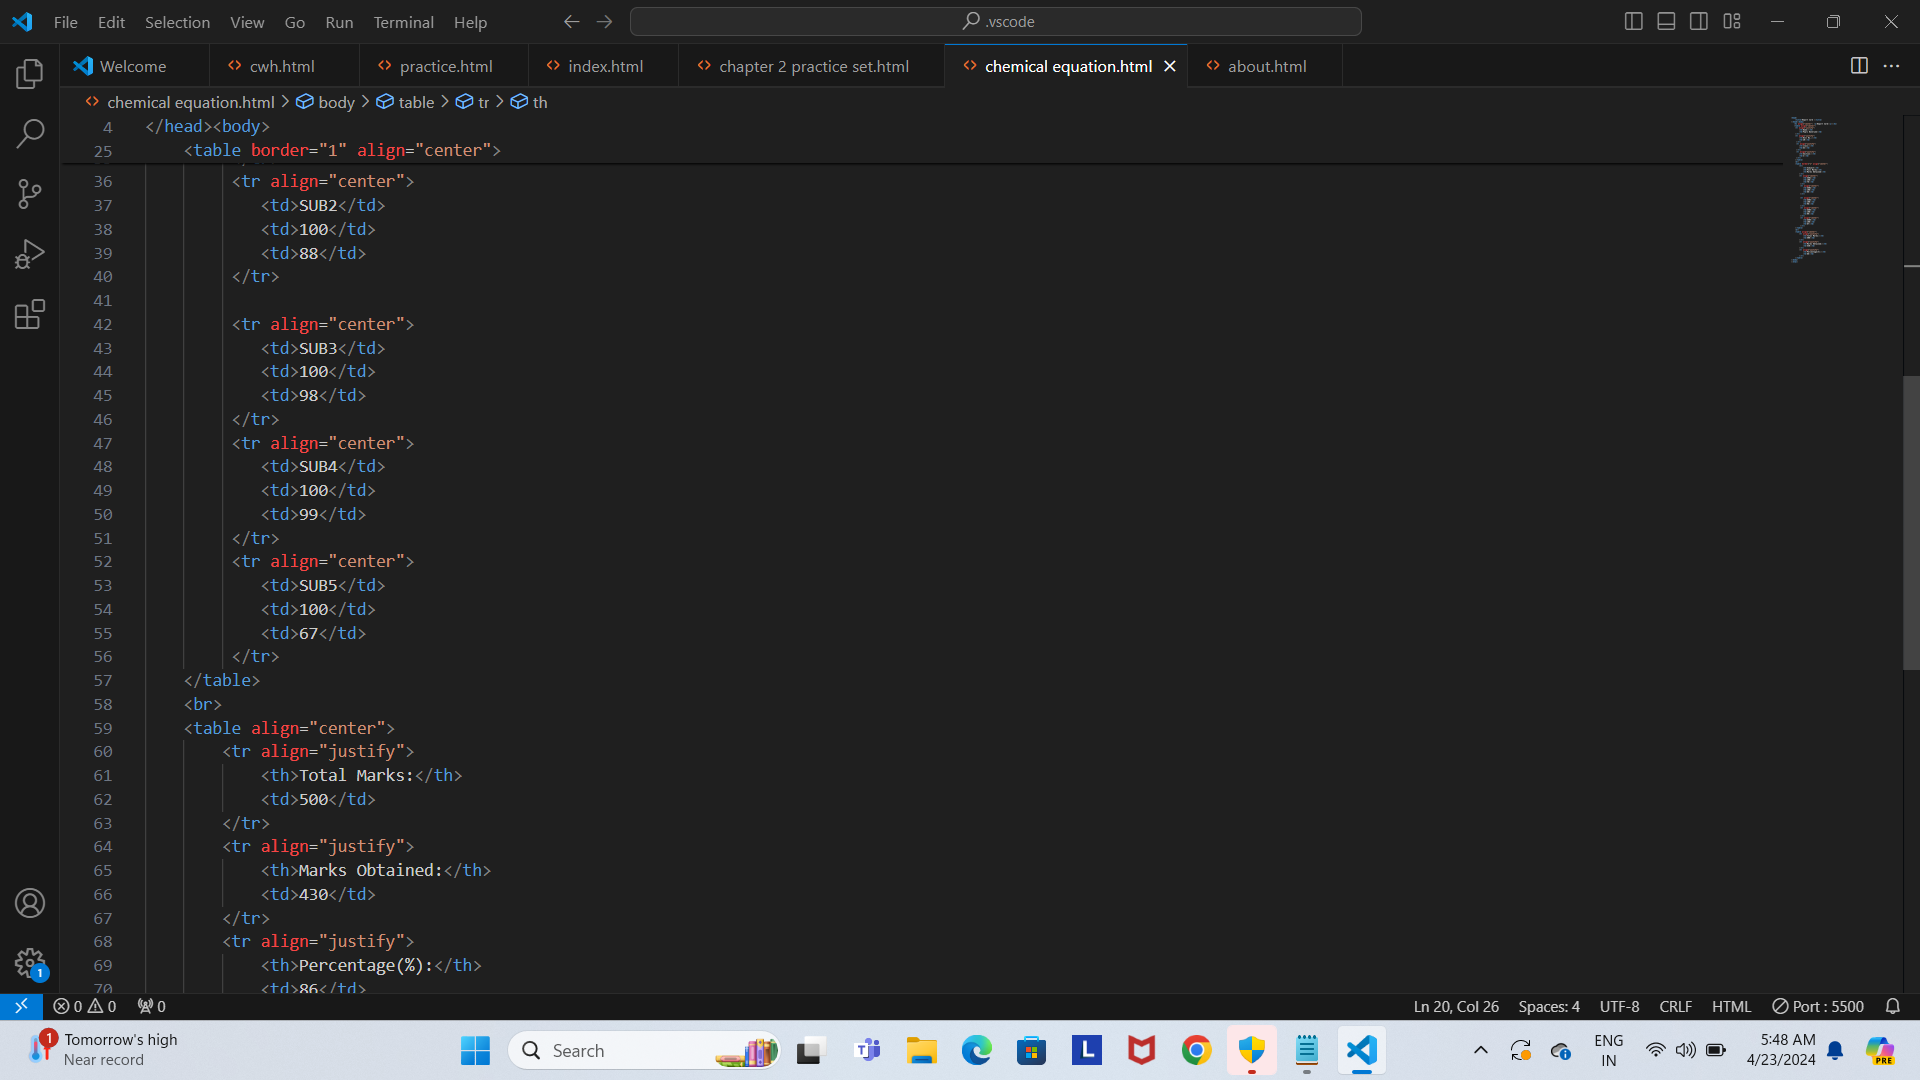 File Edit Selection View Go Run Terminal Help .vscode
Welcome cwh.html practice.html index.html chapter 2 practice set.html chemical equation.html about.html
chemical equation.html > body > table > tr > th
4 </head><body>
25 <table border="1" align="center">
36 <tr align="center">
37 <td>SUB2</td>
38 <td>100</td>
39 <td>88</td>
40 </tr>
41
42 <tr align="center">
43 <td>SUB3</td>
44 <td>100</td>
45 <td>98</td>
46 </tr>
47 <tr align="center">
48 <td>SUB4</td>
49 <td>100</td>
50 <td>99</td>
51 </tr>
52 <tr align="center">
53 <td>SUB5</td>
54 <td>100</td>
55 <td>67</td>
56 </tr>
57 </table>
58 <br>
59 <table align="center">
60 <tr align="justify">
61 <th>Total Marks:</th>
62 <td>500</td>
63 </tr>
64 <tr align="justify">
65 <th>Marks Obtained:</th>
66 <td>430</td>
67 </tr>
68 <tr align="justify">
69 <th>Percentage(%):</th>
70 <td>86</td>
1
0 0 0 Ln 20, Col 26 Spaces: 4 UTF-8 CRLF HTML Port : 5500
1 Tomorrow's high
Near record
Search
L
PRE
ENG
IN
5:48 AM
4/23/2024